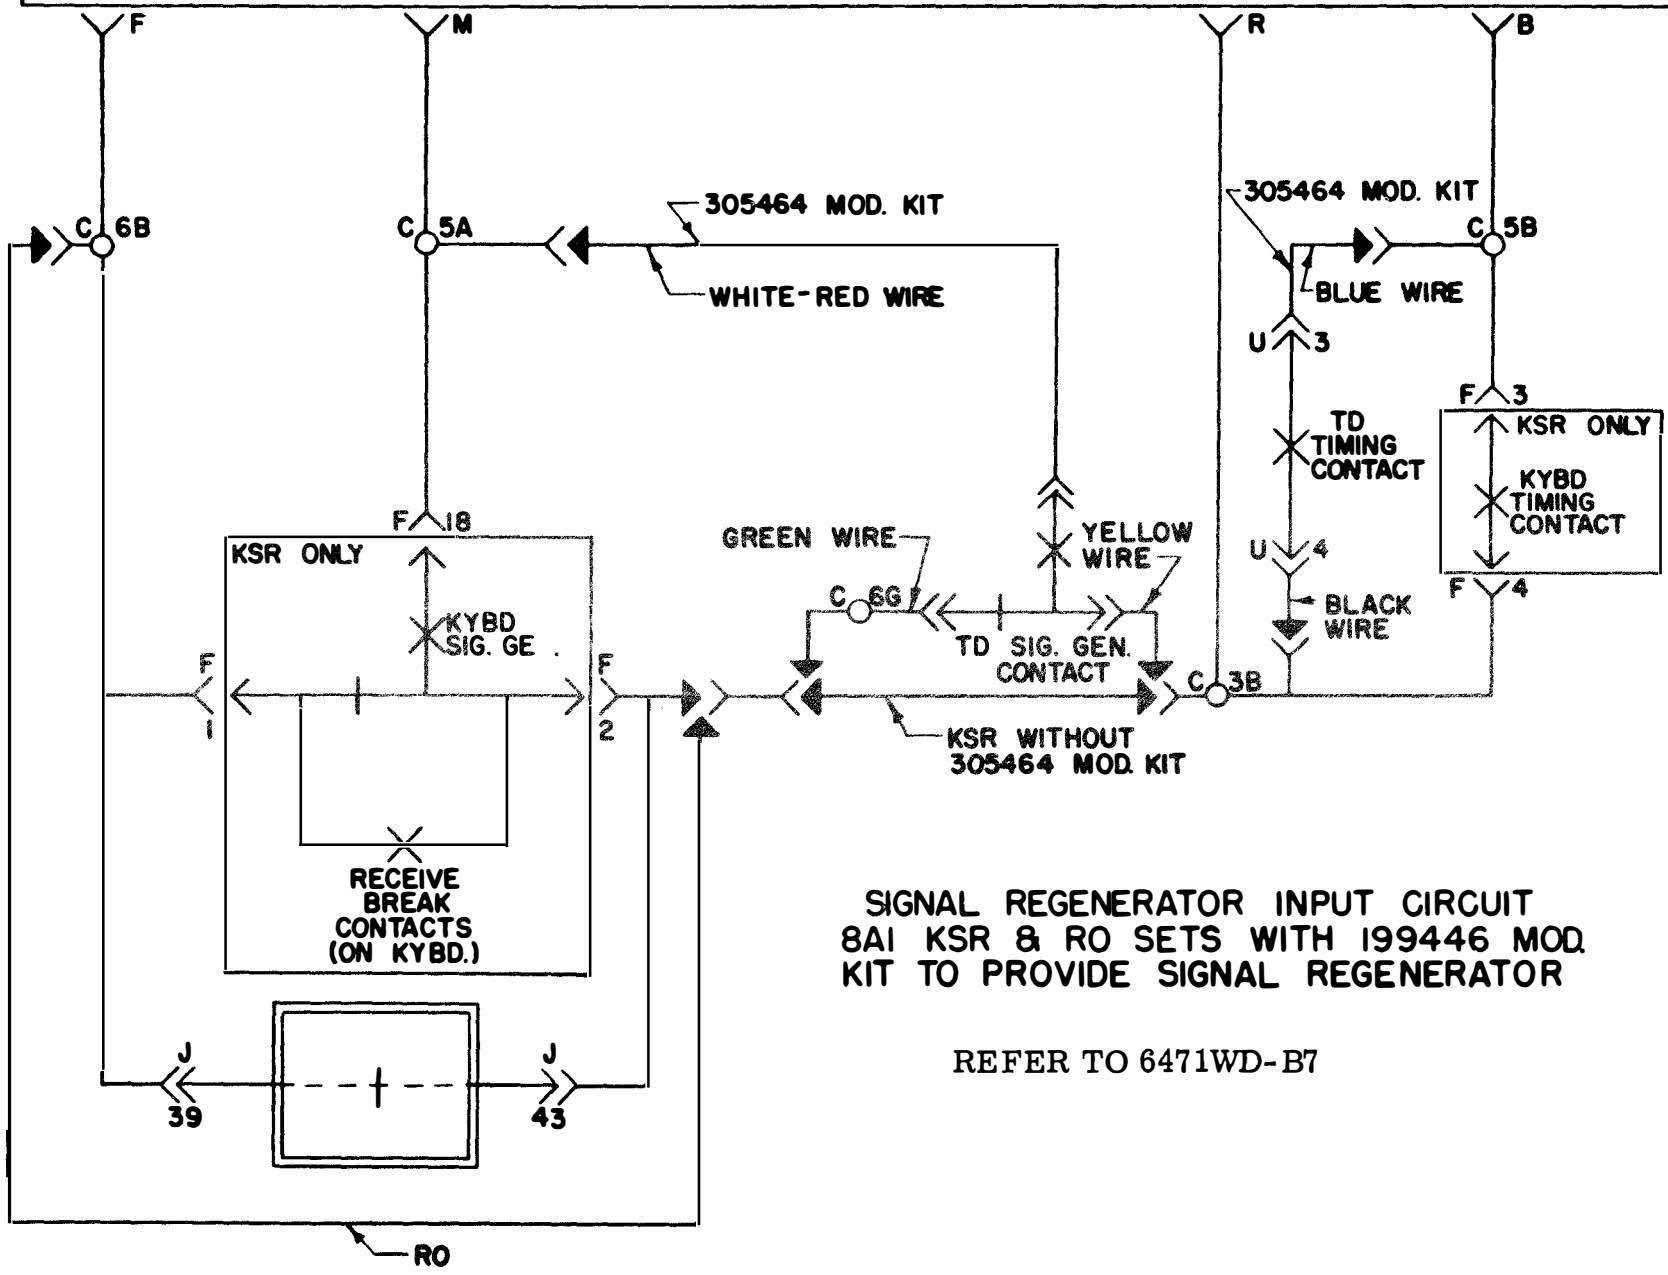 F
M
R
B
C 6B
C 5A
305464 MOD. KIT
WHITE-RED WIRE
305464 MOD. KIT
C 5B
BLUE WIRE
U 3
F 3
KSR ONLY
TD
TIMING
CONTACT
KYBD
TIMING
CONTACT
F 18
KSR ONLY
GREEN WIRE
YELLOW
WIRE
U 4
F 4
C 6G
BLACK
WIRE
KYBD
SIG. GE .
TD SIG. GEN.
CONTACT
F
1
F
2
C 3B
KSR WITHOUT
305464 MOD. KIT
RECEIVE
BREAK
CONTACTS
(ON KYBD.)
SIGNAL REGENERATOR INPUT CIRCUIT
8A1 KSR & RO SETS WITH 199446 MOD.
KIT TO PROVIDE SIGNAL REGENERATOR
J
39
J
43
REFER TO 6471WD-B7
RO